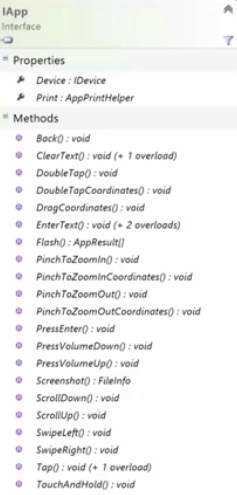 IApp
Interface
Properties
Device : IDevice
Print : AppPrintHelper
Methods
Back() : void
ClearText() : void (+ 1 overload)
DoubleTap() : void
DoubleTapCoordinates() : void
DragCoordinates() : void
EnterText() : void (+ 2 overloads)
Flash() : AppResult[]
PinchToZoomIn() : void
PinchToZoomInCoordinates() : void
PinchToZoomOut() : void
PinchToZoomOutCoordinates() : void
PressEnter() : void
PressVolumeDown() : void
PressVolumeUp() : void
Screenshot() : FileInfo
ScrollDown() : void
ScrollUp() : void
SwipeLeft() : void
SwipeRight() : void
Tap() : void (+ 1 overload)
TouchAndHold() : void